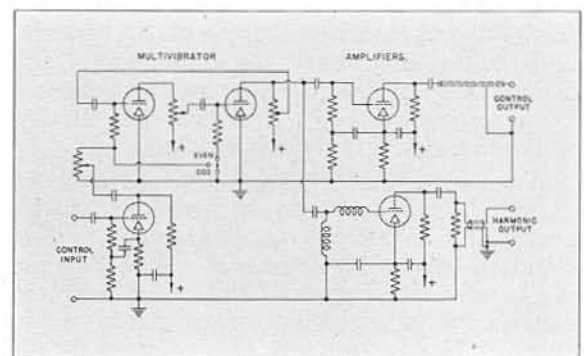 MULTIVIBRATOR
AMPLIFIERS.
+
+
+
CONTROL
OUTPUT
EVEN
ODD
CONTROL
INPUT
+
+
HARMONIC
OUTPUT